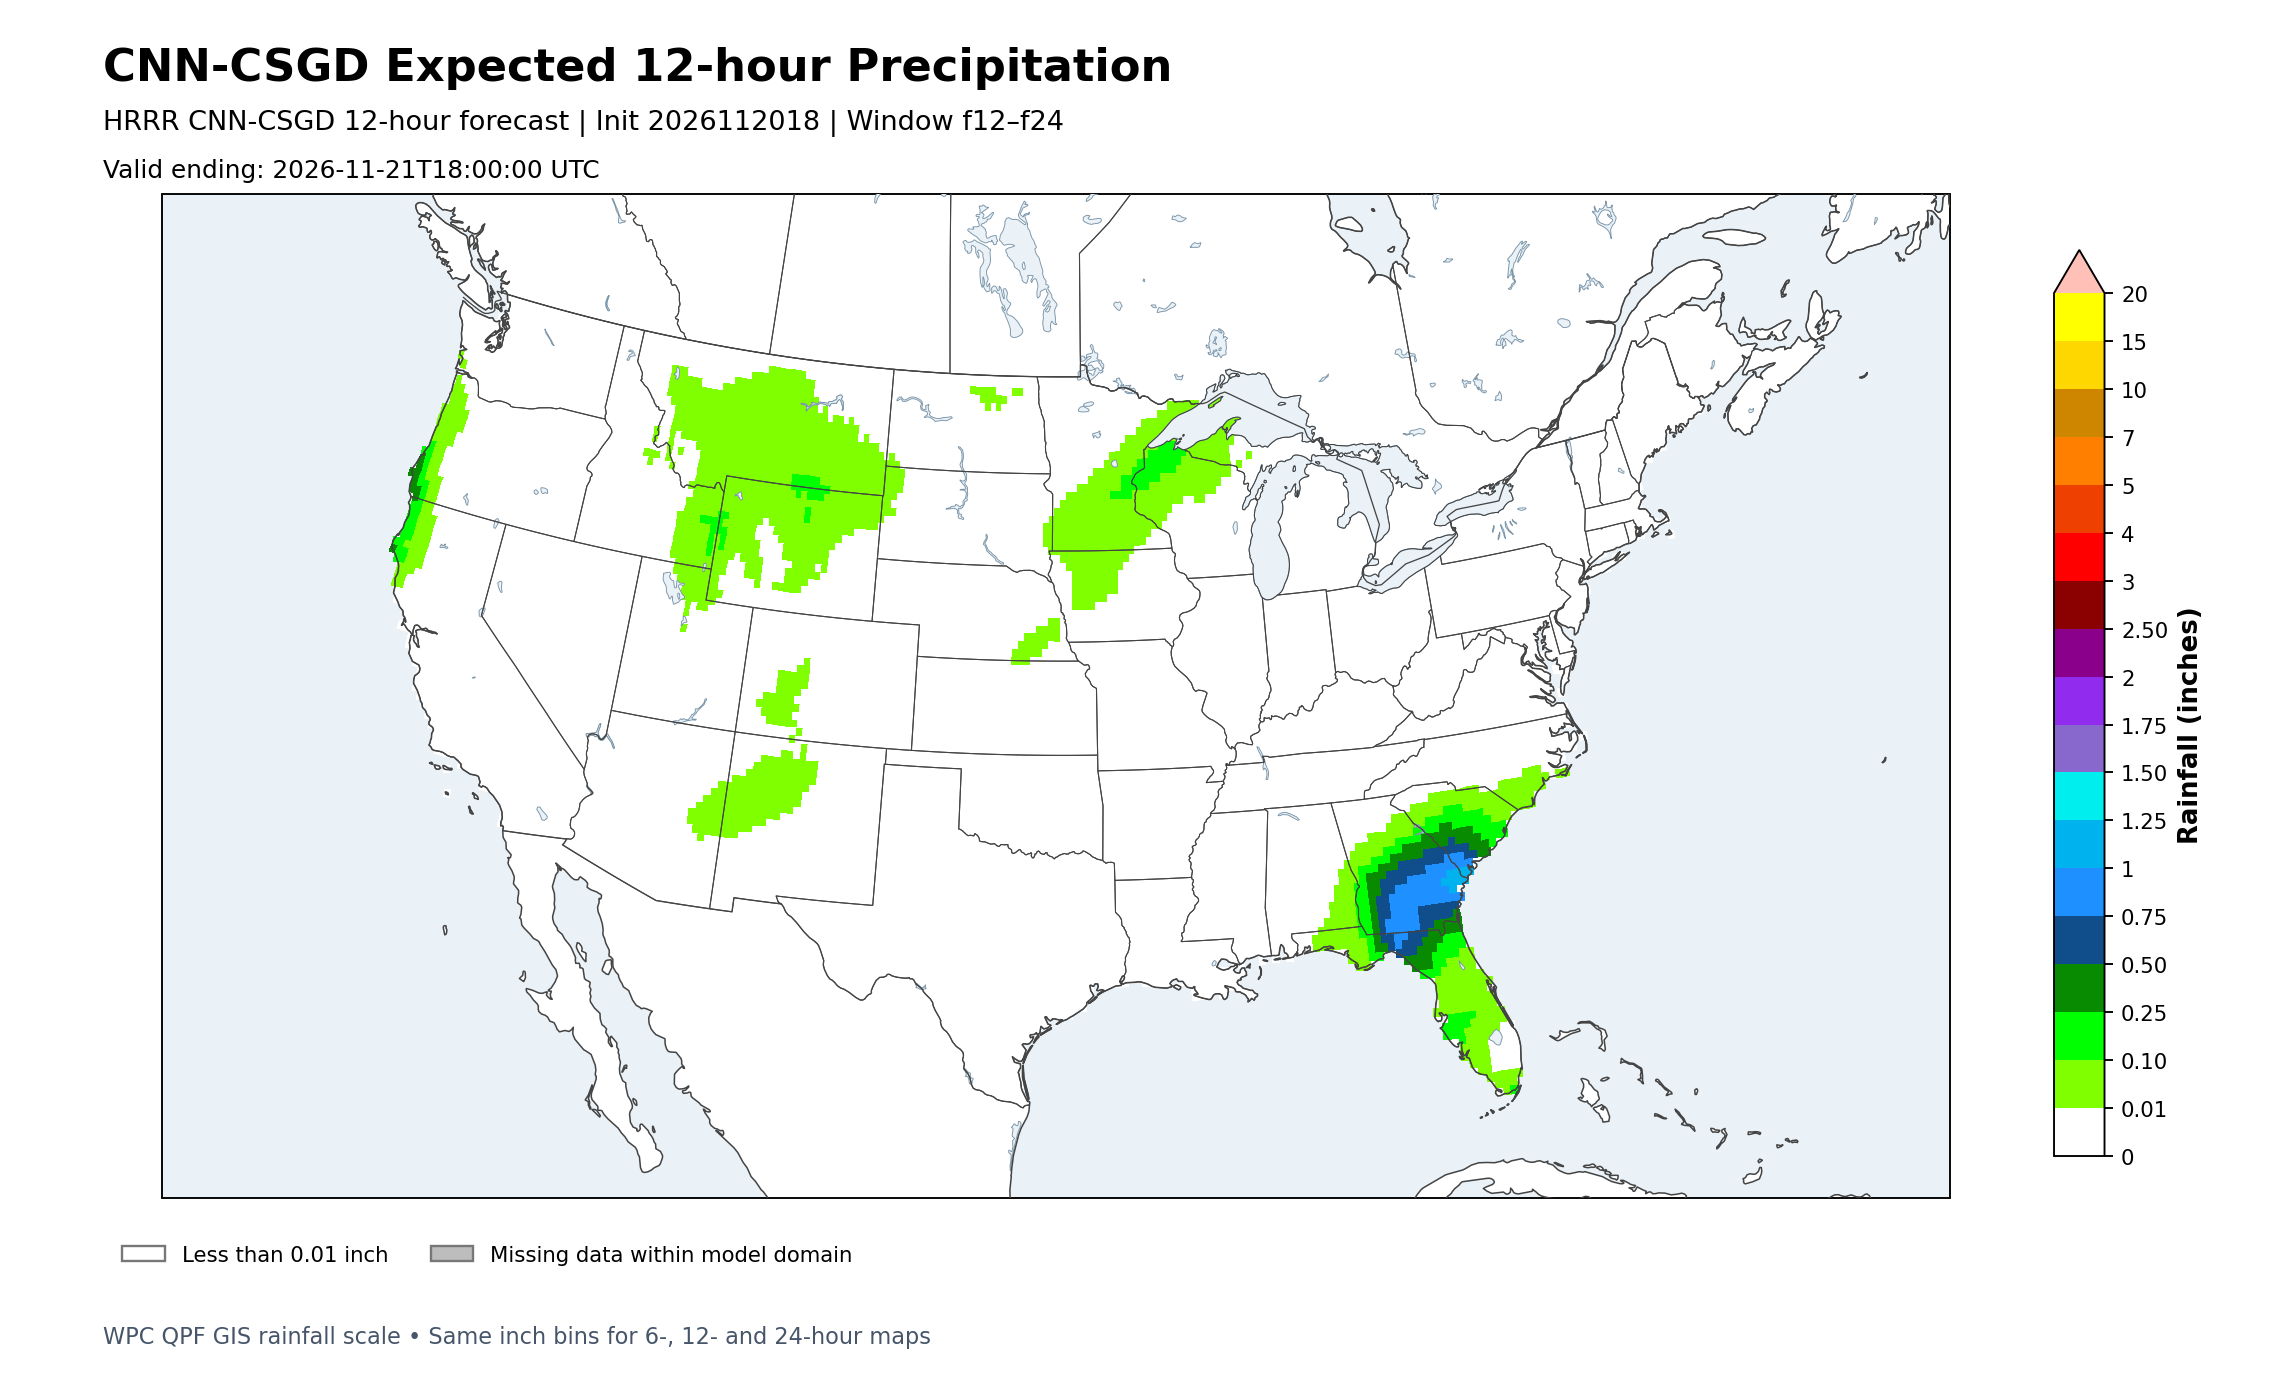 CNN-CSGD Expected 12-hour Precipitation
HRRR CNN-CSGD 12-hour forecast | Init 2026112018 | Window f12–f24
Valid ending: 2026-11-21T18:00:00 UTC
20
15
10
7
5
4
3
2.50
2
1.75
1.50
1.25
1
0.75
0.50
0.25
0.10
0.01
0
Rainfall (inches)
Less than 0.01 inch
Missing data within model domain
WPC QPF GIS rainfall scale • Same inch bins for 6-, 12- and 24-hour maps